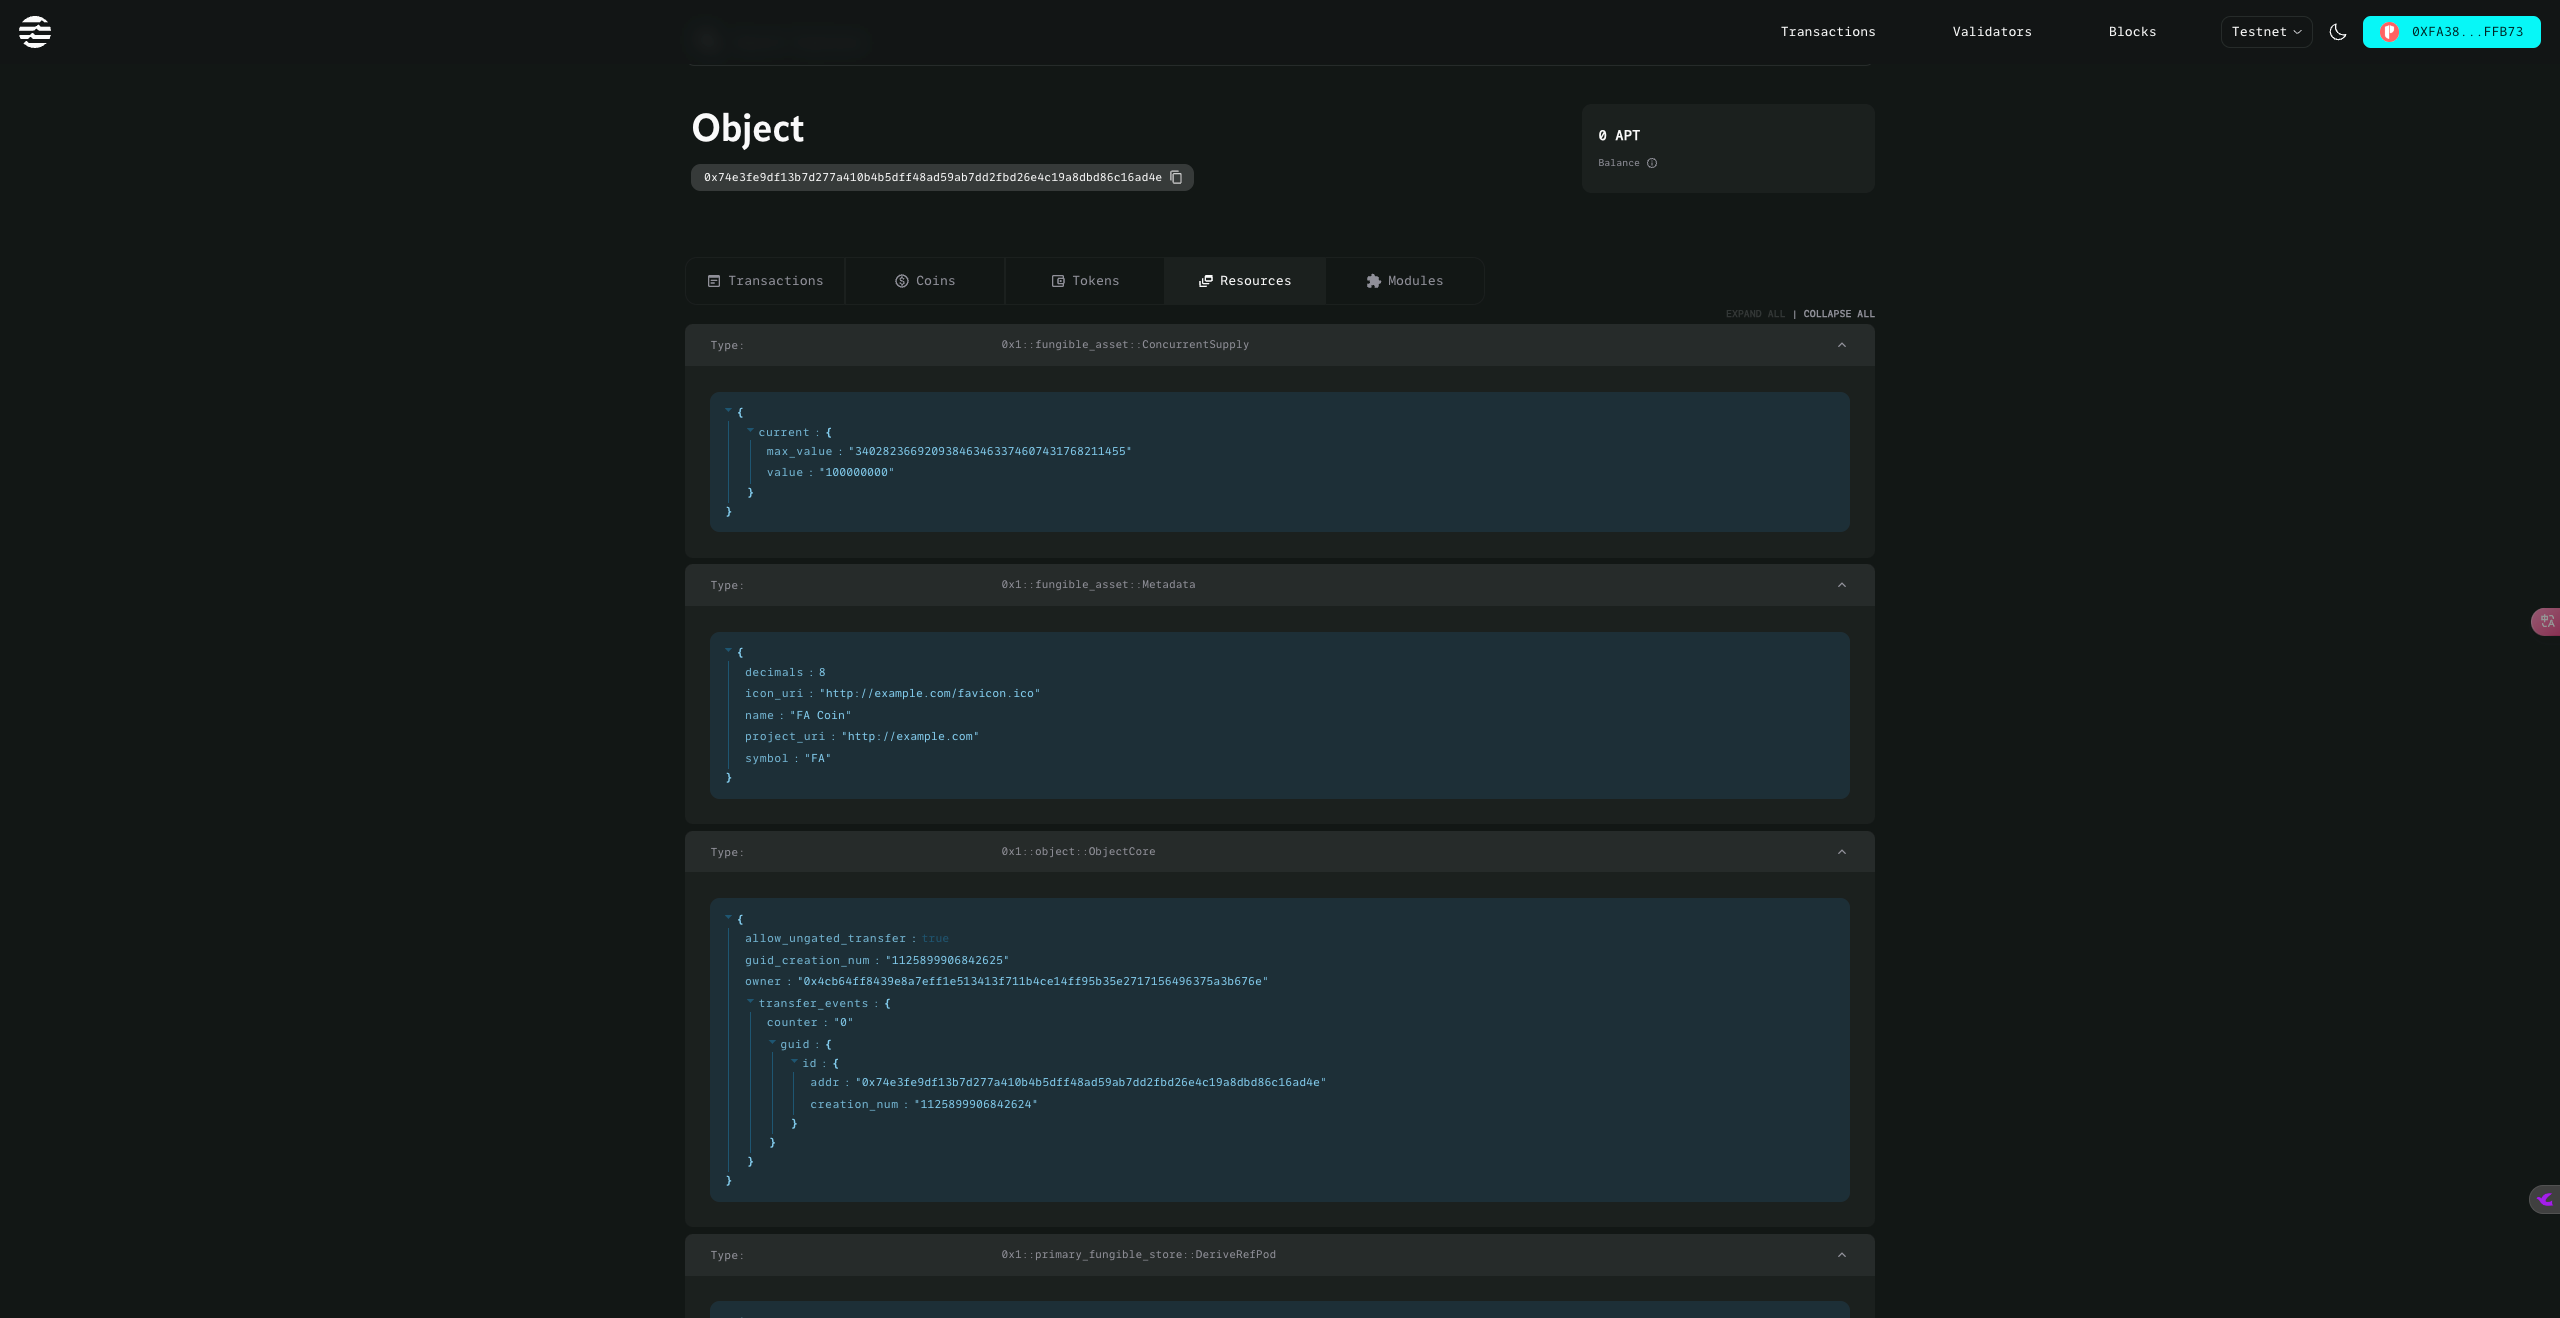 Transactions
Validators
Blocks
Testnet
0XFA38...FFB73
Object
0x74e3fe9df13b7d277a410b4b5dff48ad59ab7dd2fbd26e4c19a8dbd86c16ad4e
0 APT
Balance
Transactions
Coins
Tokens
Resources
Modules
EXPAND ALL | COLLAPSE ALL
Type: 0x1::fungible_asset::ConcurrentSupply
{
current : {
max_value : "340282366920938463463374607431768211455"
value : "100000000"
}
}
Type: 0x1::fungible_asset::Metadata
{
decimals : 8
icon_uri : "http://example.com/favicon.ico"
name : "FA Coin"
project_uri : "http://example.com"
symbol : "FA"
}
Type: 0x1::object::ObjectCore
{
allow_ungated_transfer : true
guid_creation_num : "1125899906842625"
owner : "0x4cb64ff8439e8a7eff1e513413f711b4ce14ff95b35e2717156496375a3b676e"
transfer_events : {
counter : "0"
guid : {
id : {
addr : "0x74e3fe9df13b7d277a410b4b5dff48ad59ab7dd2fbd26e4c19a8dbd86c16ad4e"
creation_num : "1125899906842624"
}
}
}
}
Type: 0x1::primary_fungible_store::DeriveRefPod